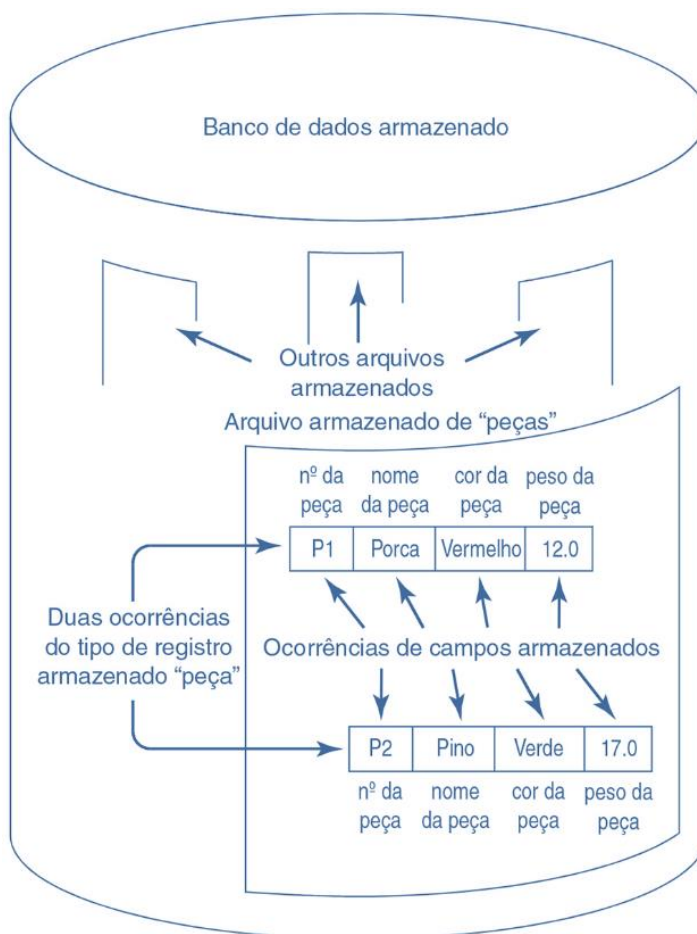 Banco de dados armazenado
Outros arquivos
armazenados
Arquivo armazenado de “peças”
nº da
peça
nome
da peça
cor da
peça
peso da
peça
P1
Porca
Vermelho
12.0
Duas ocorrências
do tipo de registro
armazenado “peça”
Ocorrências de campos armazenados
P2
Pino
Verde
17.0
nº da
peça
nome
da peça
cor da
peça
peso da
peça